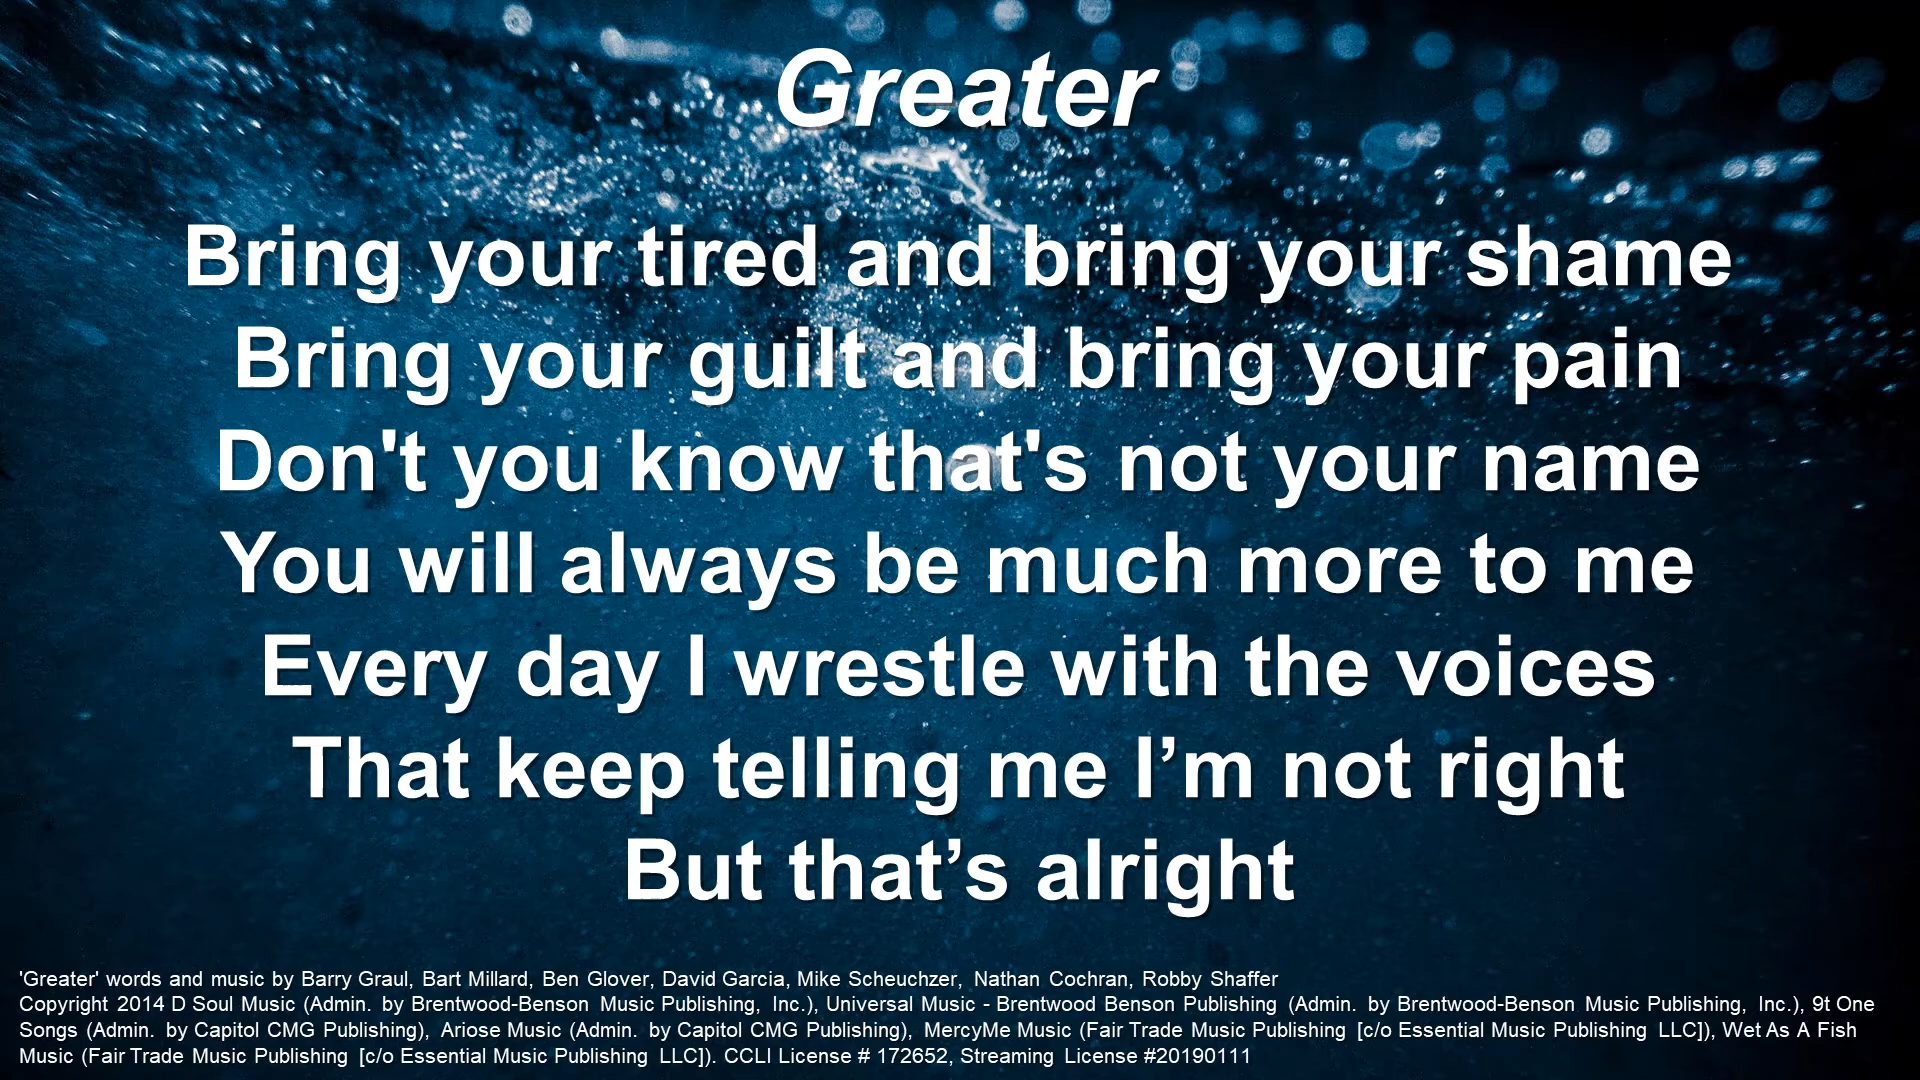 Greater
Bring your tired and bring your shame
Bring your guilt and bring your pain
Don't you know that's not your name
You will always be much more to me
Every day I wrestle with the voices
That keep telling me I’m not right
But that’s alright
'Greater' words and music by Barry Graul, Bart Millard, Ben Glover, David Garcia, Mike Scheuchzer, Nathan Cochran, Robby Shaffer
Copyright 2014 D Soul Music (Admin. by Brentwood-Benson Music Publishing, Inc.), Universal Music - Brentwood Benson Publishing (Admin. by Brentwood-Benson Music Publishing, Inc.), 9t One
Songs (Admin. by Capitol CMG Publishing), Ariose Music (Admin. by Capitol CMG Publishing), MercyMe Music (Fair Trade Music Publishing [c/o Essential Music Publishing LLC]), Wet As A Fish
Music (Fair Trade Music Publishing [c/o Essential Music Publishing LLC]). CCLI License # 172652, Streaming License #20190111